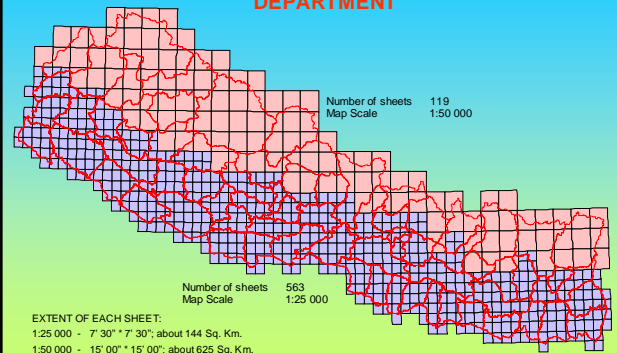 DEPARTMENT
Number of sheets 119
Map Scale 1:50 000
Number of sheets 563
Map Scale 1:25 000
EXTENT OF EACH SHEET:
1:25 000 - 7' 30" * 7' 30"; about 144 Sq. Km.
1:50 000 - 15' 00" * 15' 00"; about 625 Sq. Km.